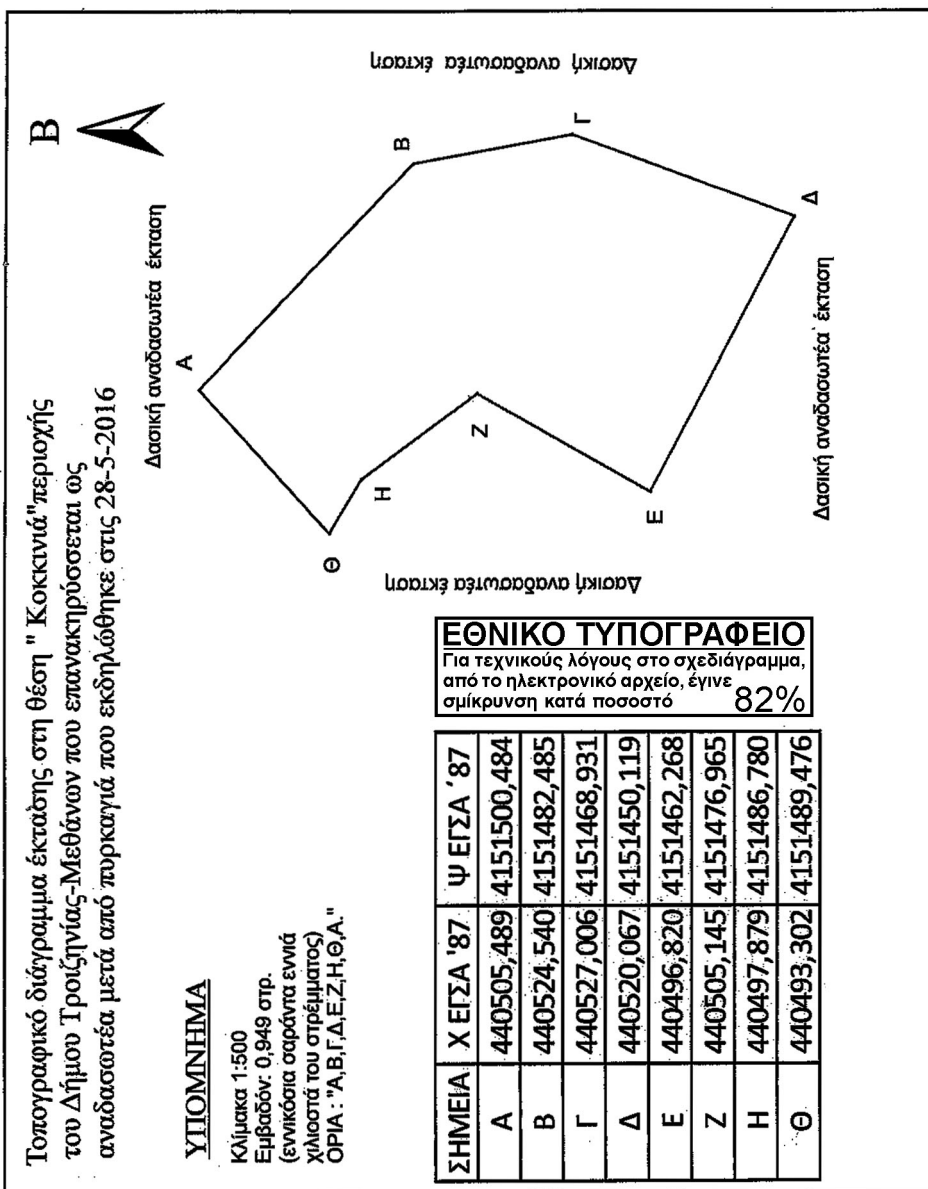 Τοπογραφικό διάγραμμα έκτασης στη θέση " Κοκκινιά"περιοχής
του Δήμου Τροιζηνίας-Μεθάνων που επανακηρύσσεται ως
αναδασωτέα μετά από πυρκαγιά που εκδηλώθηκε στις 28-5-2016
Β
ΥΠΟΜΝΗΜΑ
Κλίμακα 1:500
Εμβαδόν: 0,949 στρ.
(εννικόσια σαράντα εννιά
χιλιοστά του στρέμματος)
ΟΡΙΑ : "Α,Β,Γ,Δ,Ε,Ζ,Η,Θ,Α."
Δασική αναδασωτέα έκταση
Δασική αναδασωτέα έκταση
Δασική αναδασωτέα έκταση
Δασική αναδασωτέα έκταση
Α
Β
Γ
Δ
Ε
Ζ
Η
Θ
ΕΘΝΙΚΟ ΤΥΠΟΓΡΑΦΕΙΟ
Για τεχνικούς λόγους στο σχεδιάγραμμα,
από το ηλεκτρονικό αρχείο, έγινε
σμίκρυνση κατά ποσοστό 82%
ΣΗΜΕΙΑ Χ ΕΓΣΑ '87 Ψ ΕΓΣΑ '87
Α 440505,489 4151500,484
Β 440524,540 4151482,485
Γ 440527,006 4151468,931
Δ 440520,067 4151450,119
Ε 440496,820 4151462,268
Ζ 440505,145 4151476,965
Η 440497,879 4151486,780
Θ 440493,302 4151489,476